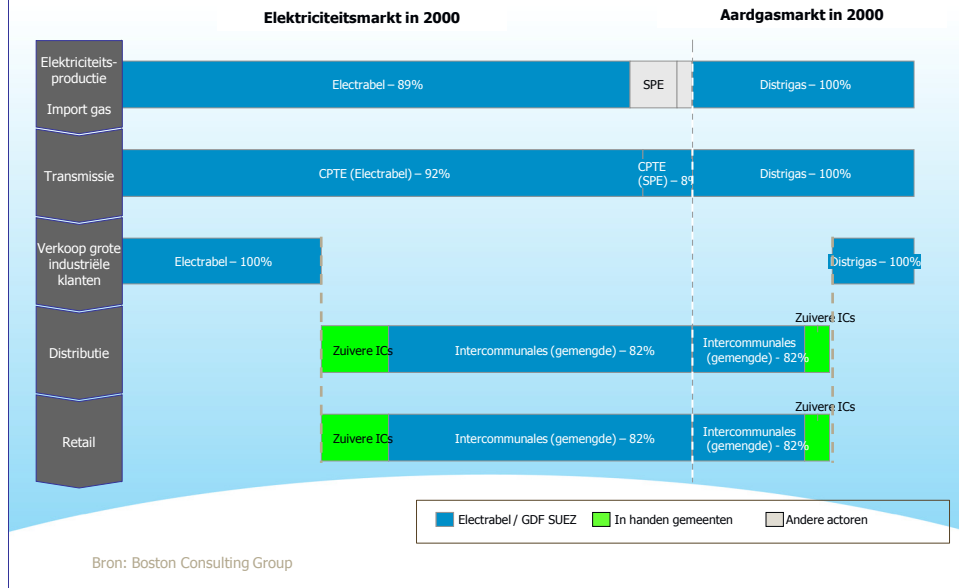 Elektriciteitsmarkt in 2000
Aardgasmarkt in 2000
Elektriciteits-
productie
Import gas
Electrabel – 89%
SPE
Distrigas – 100%
Transmissie
CPTE (Electrabel) – 92%
CPTE
(SPE) – 8%
Distrigas – 100%
Verkoop grote
industriële
klanten
Electrabel – 100%
Distrigas – 100%
Zuivere ICs
Distributie
Zuivere ICs
Intercommunales (gemengde) – 82%
Intercommunales
(gemengde) - 82%
Zuivere ICs
Retail
Zuivere ICs
Intercommunales (gemengde) – 82%
Intercommunales
(gemengde) - 82%
Electrabel / GDF SUEZ
In handen gemeenten
Andere actoren
Bron: Boston Consulting Group